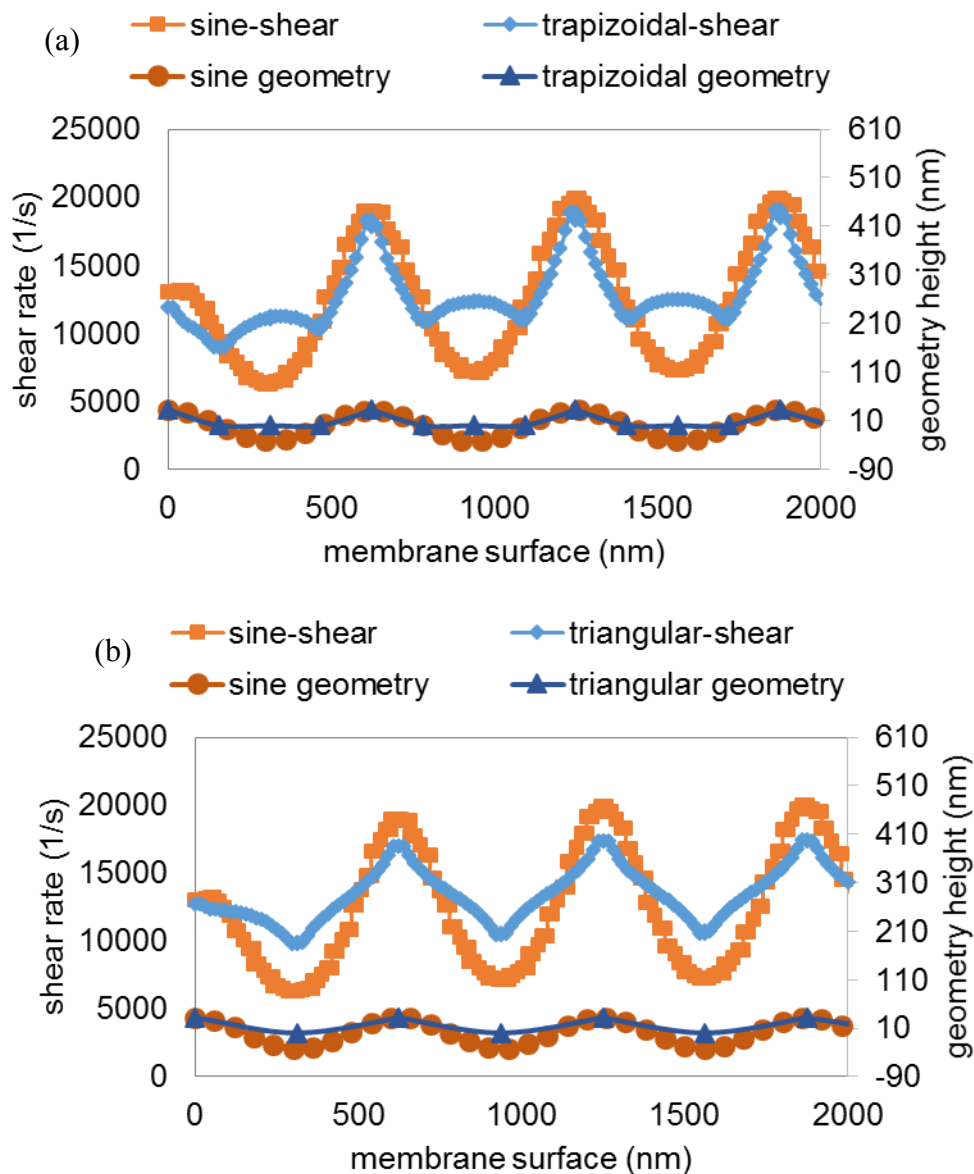 (a)
sine-shear trapizoidal-shear
sine geometry trapizoidal geometry
25000 610
20000 510
410
15000 310
10000 210
110
5000 10
0 -90
shear rate (1/s)
geometry height (nm)
0 500 1000 1500 2000
membrane surface (nm)
(b)
sine-shear triangular-shear
sine geometry triangular geometry
25000 610
20000 510
410
15000 310
10000 210
110
5000 10
0 -90
shear rate (1/s)
geometry height (nm)
0 500 1000 1500 2000
membrane surface (nm)